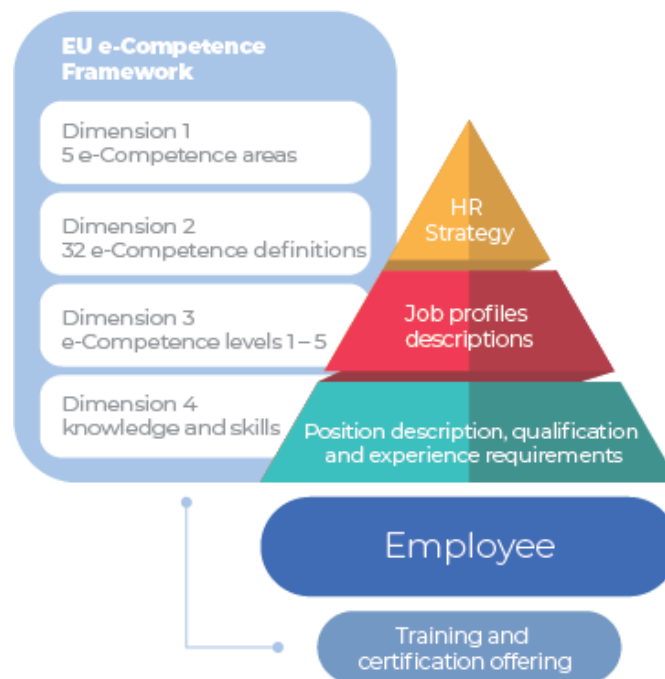 EU e-Competence
Framework
Dimension 1
5 e-Competence areas
Dimension 2
32 e-Competence definitions
Dimension 3
e-Competence levels 1 – 5
Dimension 4
knowledge and skills
HR
Strategy
Job profiles
descriptions
Position description, qualification
and experience requirements
Employee
Training and
certification offering